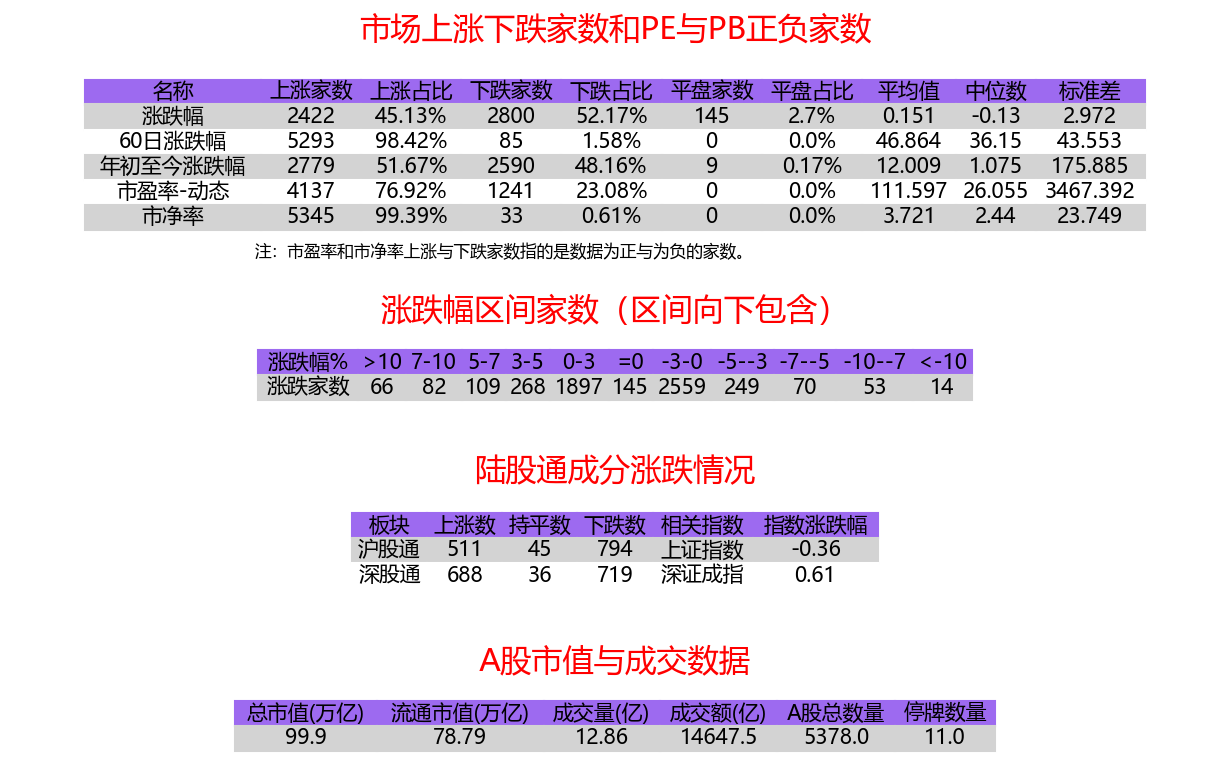 市场上涨下跌家数和PE与PB正负家数
名称 上涨家数 上涨占比 下跌家数 下跌占比 平盘家数 平盘占比 平均值 中位数 标准差
涨跌幅 2422 45.13% 2800 52.17% 145 2.7% 0.151 -0.13 2.972
60日涨跌幅 5293 98.42% 85 1.58% 0 0.0% 46.864 36.15 43.553
年初至今涨跌幅 2779 51.67% 2590 48.16% 9 0.17% 12.009 1.075 175.885
市盈率-动态 4137 76.92% 1241 23.08% 0 0.0% 111.597 26.055 3467.392
市净率 5345 99.39% 33 0.61% 0 0.0% 3.721 2.44 23.749
注：市盈率和市净率上涨与下跌家数指的是数据为正与为负的家数。
涨跌幅区间家数（区间向下包含）
涨跌幅% >10 7-10 5-7 3-5 0-3 =0 -3-0 -5--3 -7--5 -10--7 <-10
涨跌家数 66 82 109 268 1897 145 2559 249 70 53 14
陆股通成分涨跌情况
板块 上涨数 持平数 下跌数 相关指数 指数涨跌幅
沪股通 511 45 794 上证指数 -0.36
深股通 688 36 719 深证成指 0.61
A股市值与成交数据
总市值(万亿) 流通市值(万亿) 成交量(亿) 成交额(亿) A股总数量 停牌数量
99.9 78.79 12.86 14647.5 5378.0 11.0